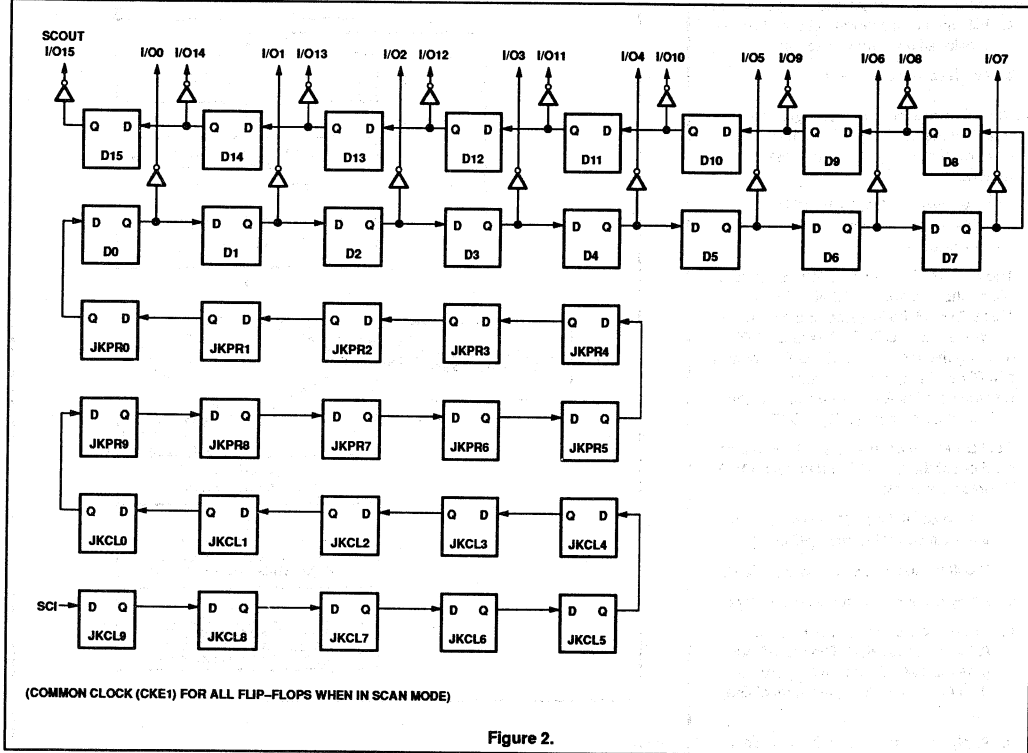 SCOUT
I/O15 I/O0 I/O14 I/O1 I/O13 I/O2 I/O12 I/O3 I/O11 I/O4 I/O10 I/O5 I/O9 I/O6 I/O8 I/O7
Q D Q D Q D Q D Q D Q D Q D Q D
D15 D14 D13 D12 D11 D10 D9 D8
D Q D Q D Q D Q D Q D Q D Q D Q
D0 D1 D2 D3 D4 D5 D6 D7
Q D Q D Q D Q D Q D
JKPR0 JKPR1 JKPR2 JKPR3 JKPR4
D Q D Q D Q D Q D Q
JKPR9 JKPR8 JKPR7 JKPR6 JKPR5
Q D Q D Q D Q D Q D
JKCL0 JKCL1 JKCL2 JKCL3 JKCL4
SCI D Q D Q D Q D Q D Q
JKCL9 JKCL8 JKCL7 JKCL6 JKCL5
(COMMON CLOCK (CKE1) FOR ALL FLIP–FLOPS WHEN IN SCAN MODE)
Figure 2.